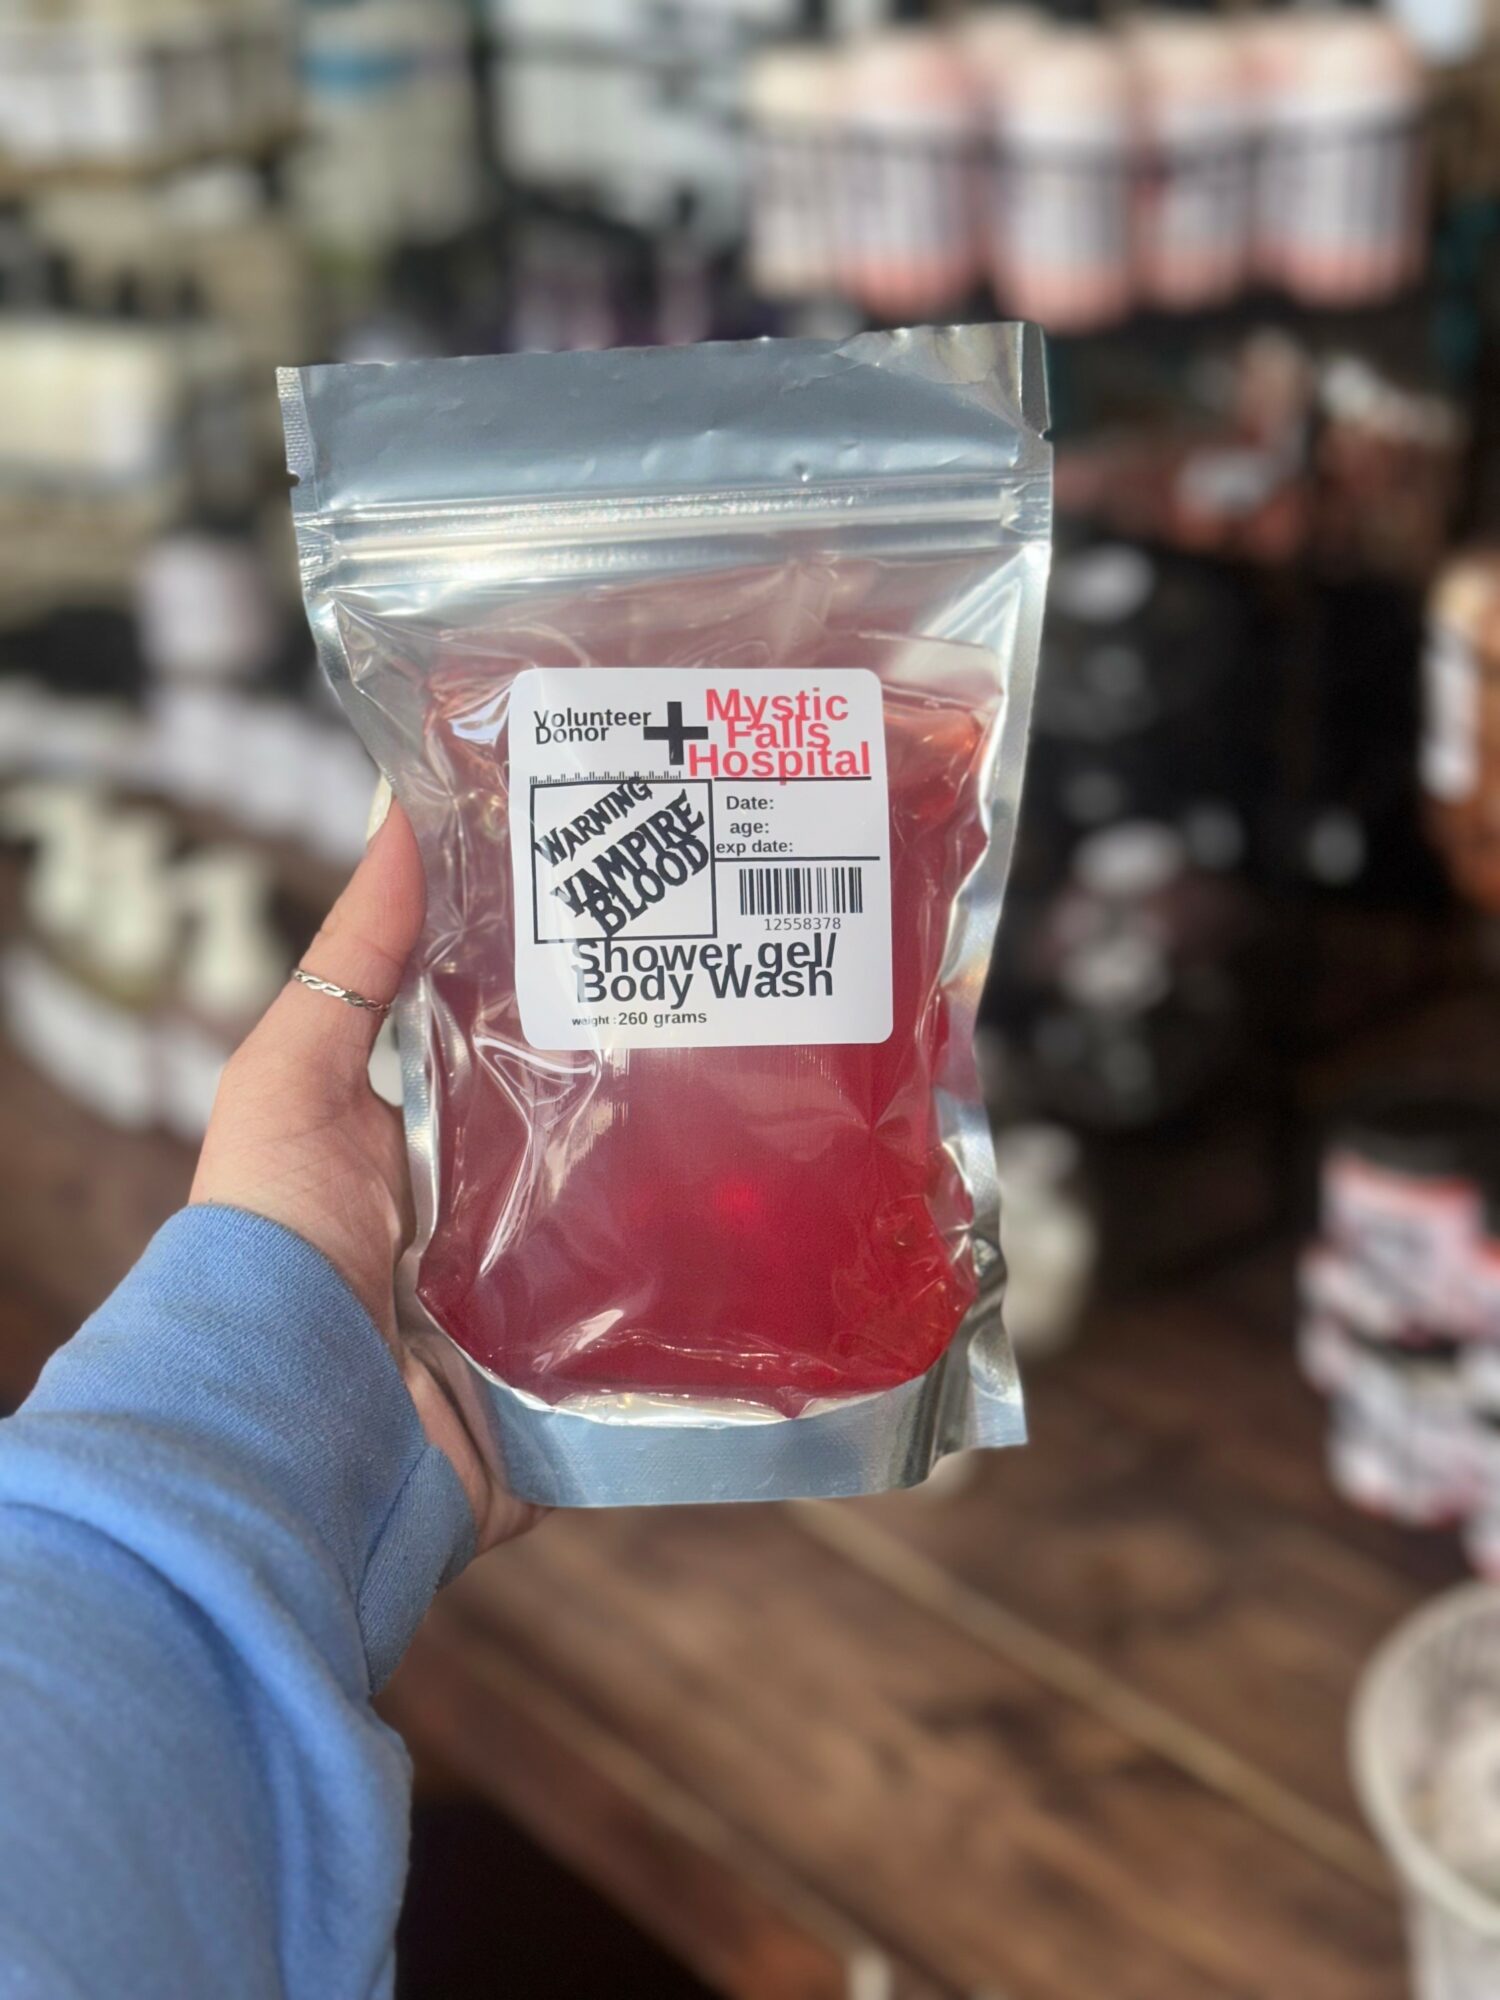 Volunteer
Donor
Mystic
Falls
Hospital
WARNING
VAMPIRE
BLOOD
Date:
age:
exp date:
12558378
Shower gel/
Body Wash
weight : 260 grams